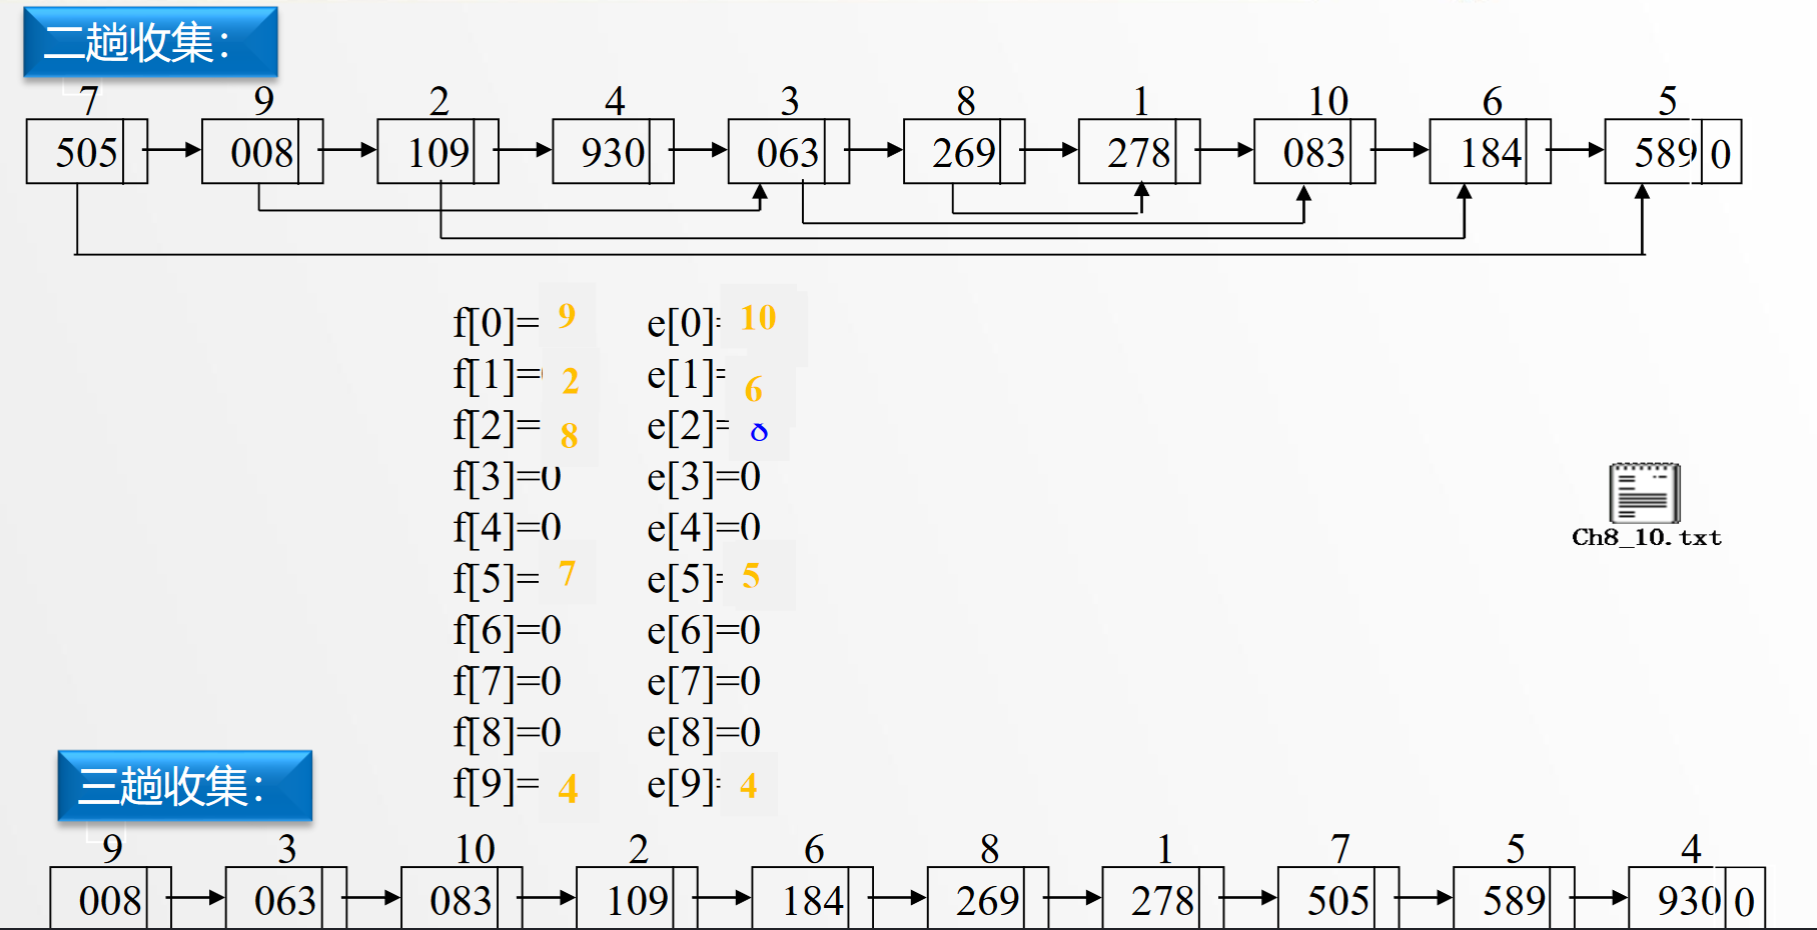 二趟收集:
7 9 2 4 3 8 1 10 6 5
505 008 109 930 063 269 278 083 184 589 0
f[0]= 9 e[0]= 10
f[1]= 2 e[1]= 6
f[2]= 8 e[2]=
f[3]=0 e[3]=0
f[4]=0 e[4]=0
f[5]= 7 e[5]= 5
f[6]=0 e[6]=0
f[7]=0 e[7]=0
f[8]=0 e[8]=0
f[9]= 4 e[9]= 4
Ch8_10.txt
三趟收集:
9 3 10 2 6 8 1 7 5 4
008 063 083 109 184 269 278 505 589 930 0